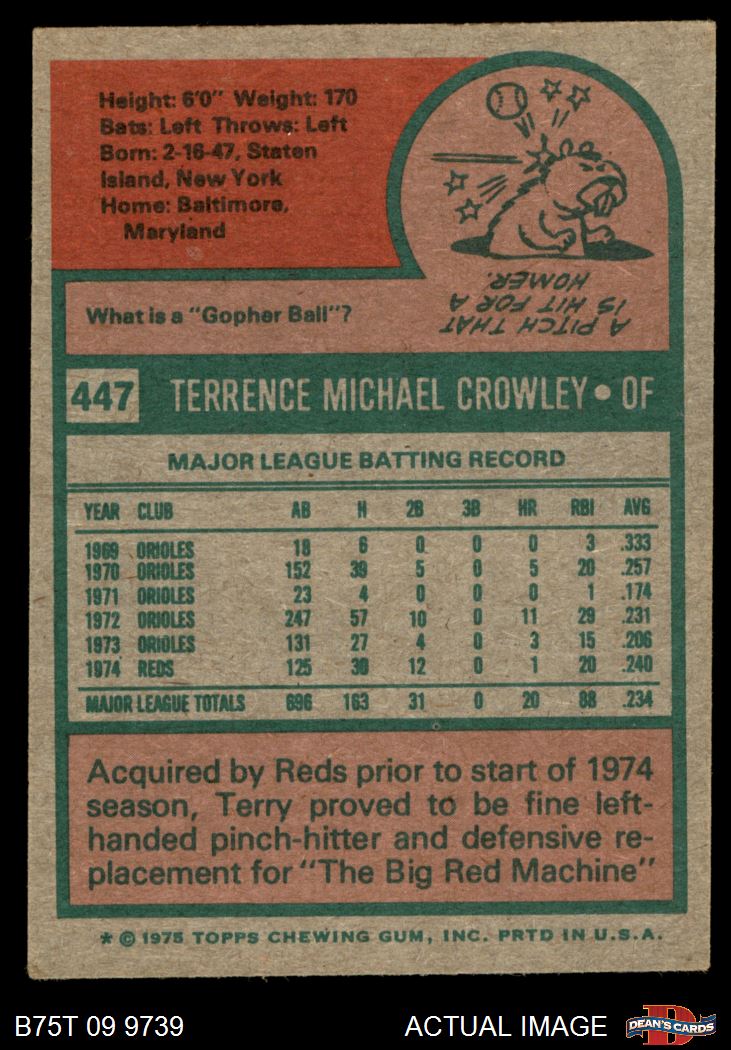 Height: 6'0" Weight: 170
Bats: Left Throws: Left
Born: 2-16-47, Staten
Island, New York
Home: Baltimore,
Maryland
What is a "Gopher Ball"?
A PITCH THAT
IS HIT FOR A
HOMER.
447 TERRENCE MICHAEL CROWLEY • OF
MAJOR LEAGUE BATTING RECORD
YEAR CLUB AB H 2B 3B HR RBI AVG
1969 ORIOLES 18 6 0 0 0 3 .333
1970 ORIOLES 152 39 5 0 5 20 .257
1971 ORIOLES 23 4 0 0 0 1 .174
1972 ORIOLES 247 57 10 0 11 29 .231
1973 ORIOLES 131 27 4 0 3 15 .206
1974 REDS 125 30 12 0 1 20 .240
MAJOR LEAGUE TOTALS 696 163 31 0 20 88 .234
Acquired by Reds prior to start of 1974
season, Terry proved to be fine left-
handed pinch-hitter and defensive re-
placement for "The Big Red Machine"
* © 1975 TOPPS CHEWING GUM, INC. PRTD IN U.S.A.
B75T 09 9739 ACTUAL IMAGE
D
DEAN'S CARDS